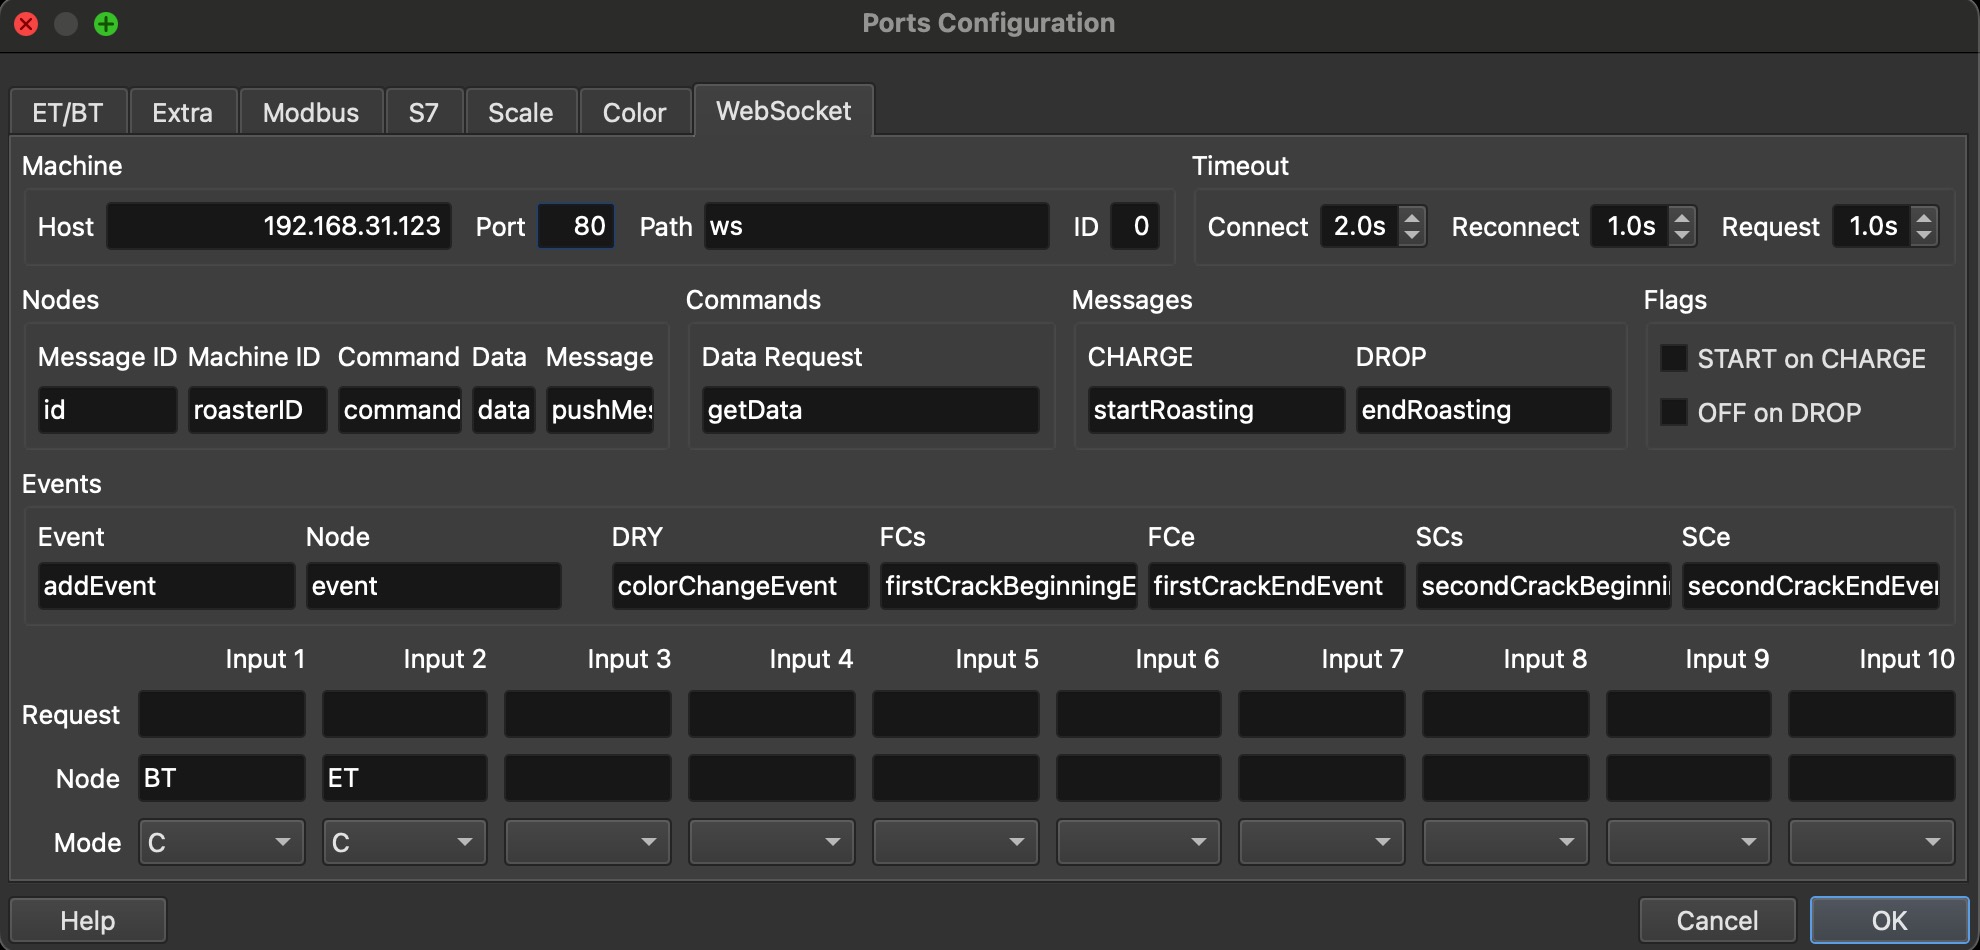 Ports Configuration
ET/BT Extra Modbus S7 Scale Color WebSocket
Machine Timeout
Host 192.168.31.123 Port 80 Path ws ID 0 Connect 2.0s Reconnect 1.0s Request 1.0s
Nodes Commands Messages Flags
Message ID Machine ID Command Data Message Data Request CHARGE DROP START on CHARGE
id roasterID command data pushMes getData startRoasting endRoasting OFF on DROP
Events
Event Node DRY FCs FCe SCs SCe
addEvent event colorChangeEvent firstCrackBeginningE firstCrackEndEvent secondCrackBeginni secondCrackEndEve
Input 1 Input 2 Input 3 Input 4 Input 5 Input 6 Input 7 Input 8 Input 9 Input 10
Request
Node BT ET
Mode C C
Help Cancel OK